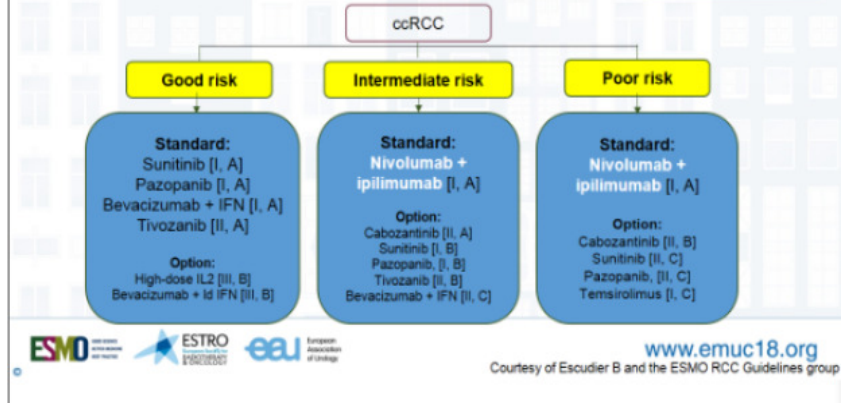 ccRCC
Good risk
Intermediate risk
Poor risk
Standard:
Sunitinib [I, A]
Pazopanib [I, A]
Bevacizumab + IFN [I, A]
Tivozanib [II, A]
Option:
High-dose IL2 [III, B]
Bevacizumab + ld IFN [III, B]
Standard:
Nivolumab +
ipilimumab [I, A]
Option:
Cabozantinib [II, A]
Sunitinib [I, B]
Pazopanib, [I, B]
Tivozanib [II, B]
Bevacizumab + IFN [II, C]
Standard:
Nivolumab +
ipilimumab [I, A]
Option:
Cabozantinib [II, B]
Sunitinib [II, C]
Pazopanib, [II, C]
Temsirolimus [I, C]
ESMO
ESTRO
eau
European
Association
of Urology
www.emuc18.org
Courtesy of Escudier B and the ESMO RCC Guidelines group
©